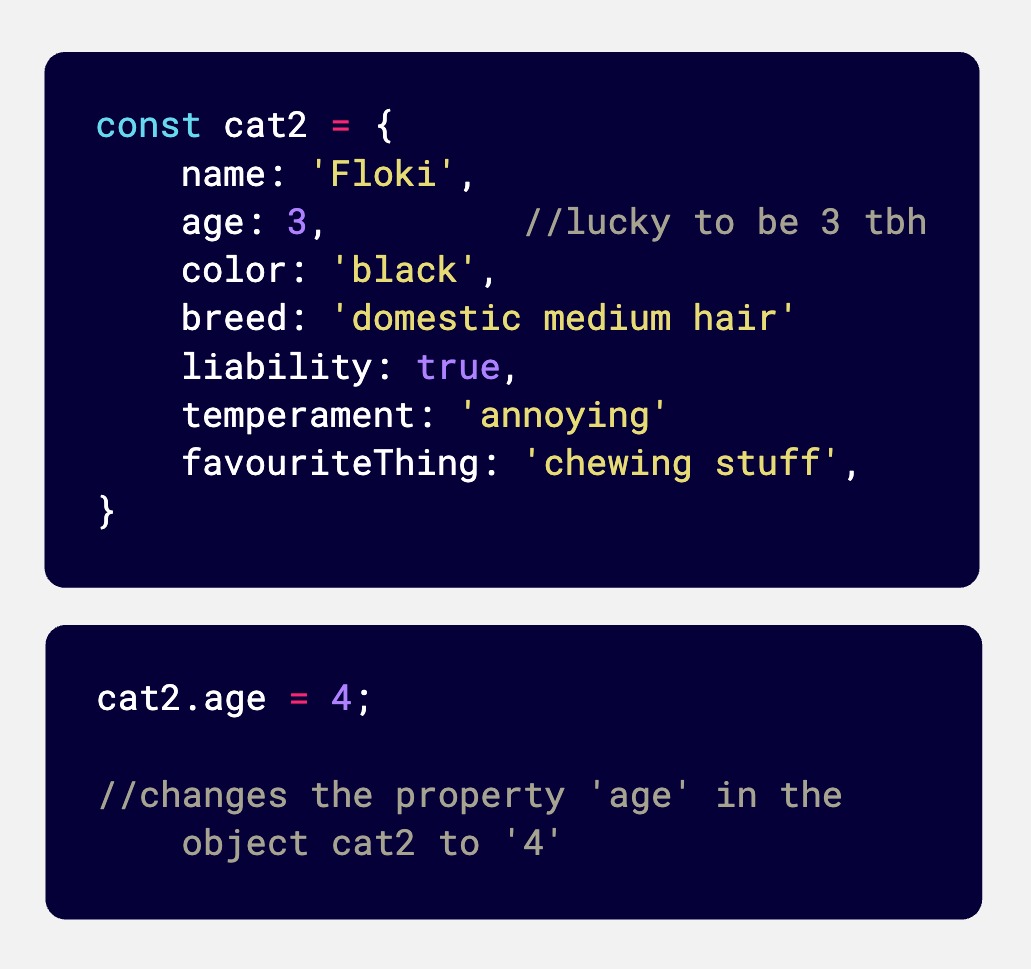 const cat2 = {
name: 'Floki',
age: 3, //lucky to be 3 tbh
color: 'black',
breed: 'domestic medium hair'
liability: true,
temperament: 'annoying'
favouriteThing: 'chewing stuff',
}
cat2.age = 4;
//changes the property 'age' in the
object cat2 to '4'